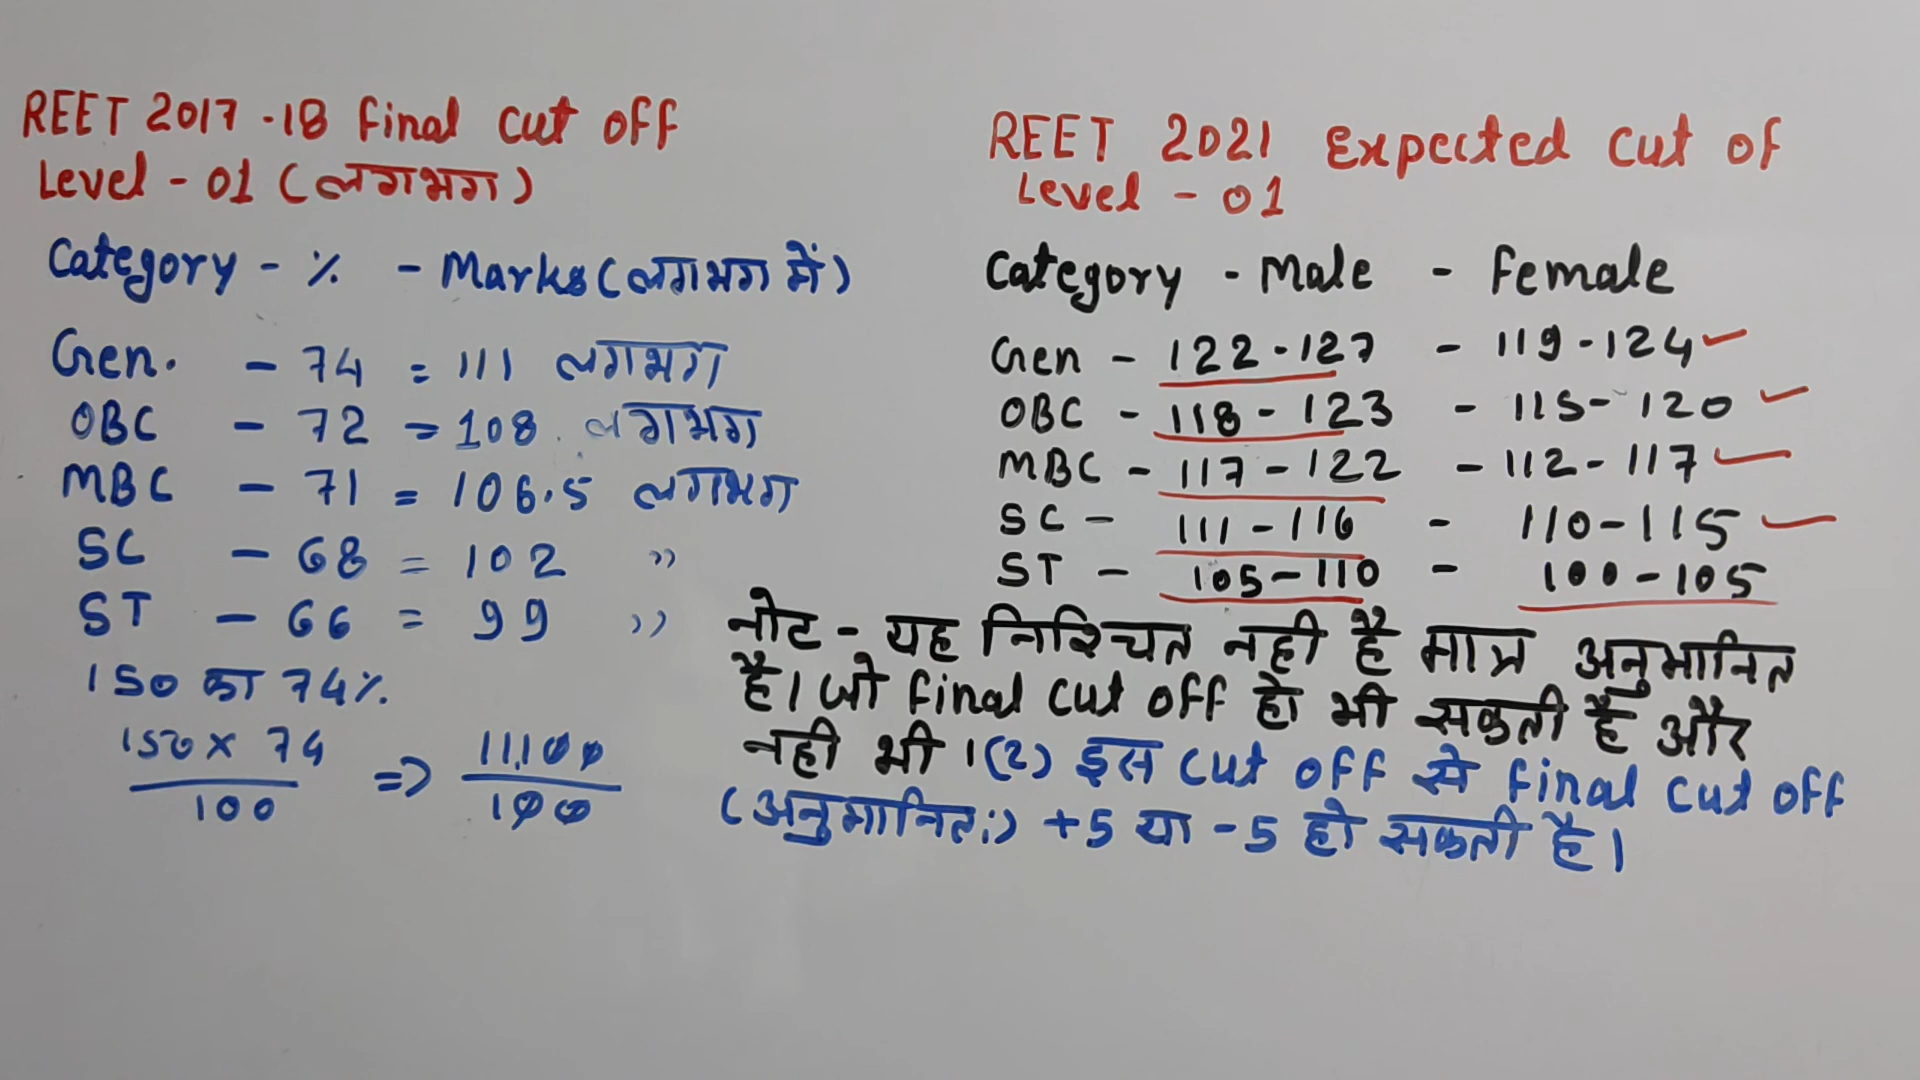 REET 2017-18 Final cut off
Level - 01 (लगभग)
Category - % - Marks (लगभग में)
Gen. - 74 = 111 लगभग
OBC - 72 = 108 लगभग
MBC - 71 = 106.5 लगभग
SC - 68 = 102 ,,
ST - 66 = 99 ,,
150 का 74%
150 x 74
100
=> 11100
100
REET 2021 Expected cut of
Level - 01
Category - Male - Female
Gen - 122-127 - 119-124
OBC - 118-123 - 115-120
MBC - 117-122 - 112-117
SC - 111-116 - 110-115
ST - 105-110 - 100-105
नोट - यह निश्चित नही है मात्र अनुमानित
है। जो final cut off हो भी सकती है और
नही भी । (2) इस cut off से final cut off
(अनुमानितः) +5 या -5 हो सकती है।